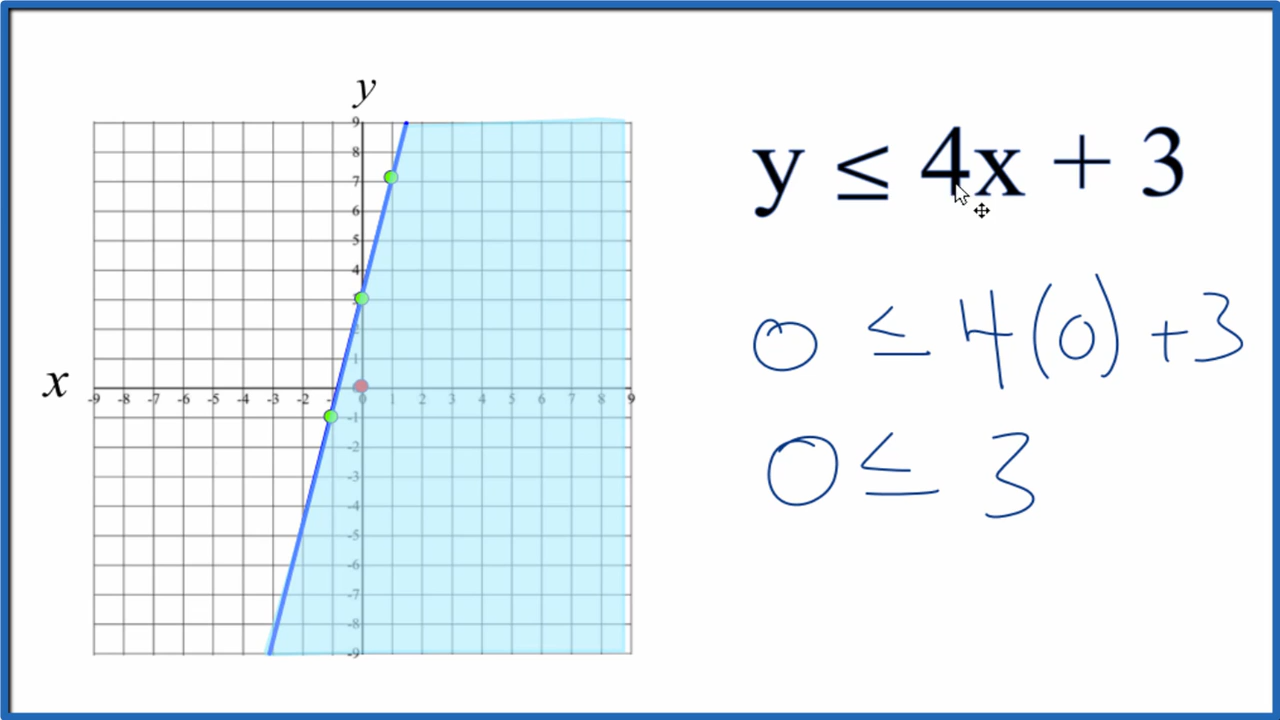 y
9
8
7
6
5
4
2
1
x
-9 -8 -7 -6 -5 -4 -3 -2 - 0 1 2 3 4 5 6 7 8 9
-1
-2
-3
-4
-5
-6
-7
-8
-9
y ≤ 4x + 3
0 ≤ 4(0) + 3
0 ≤ 3